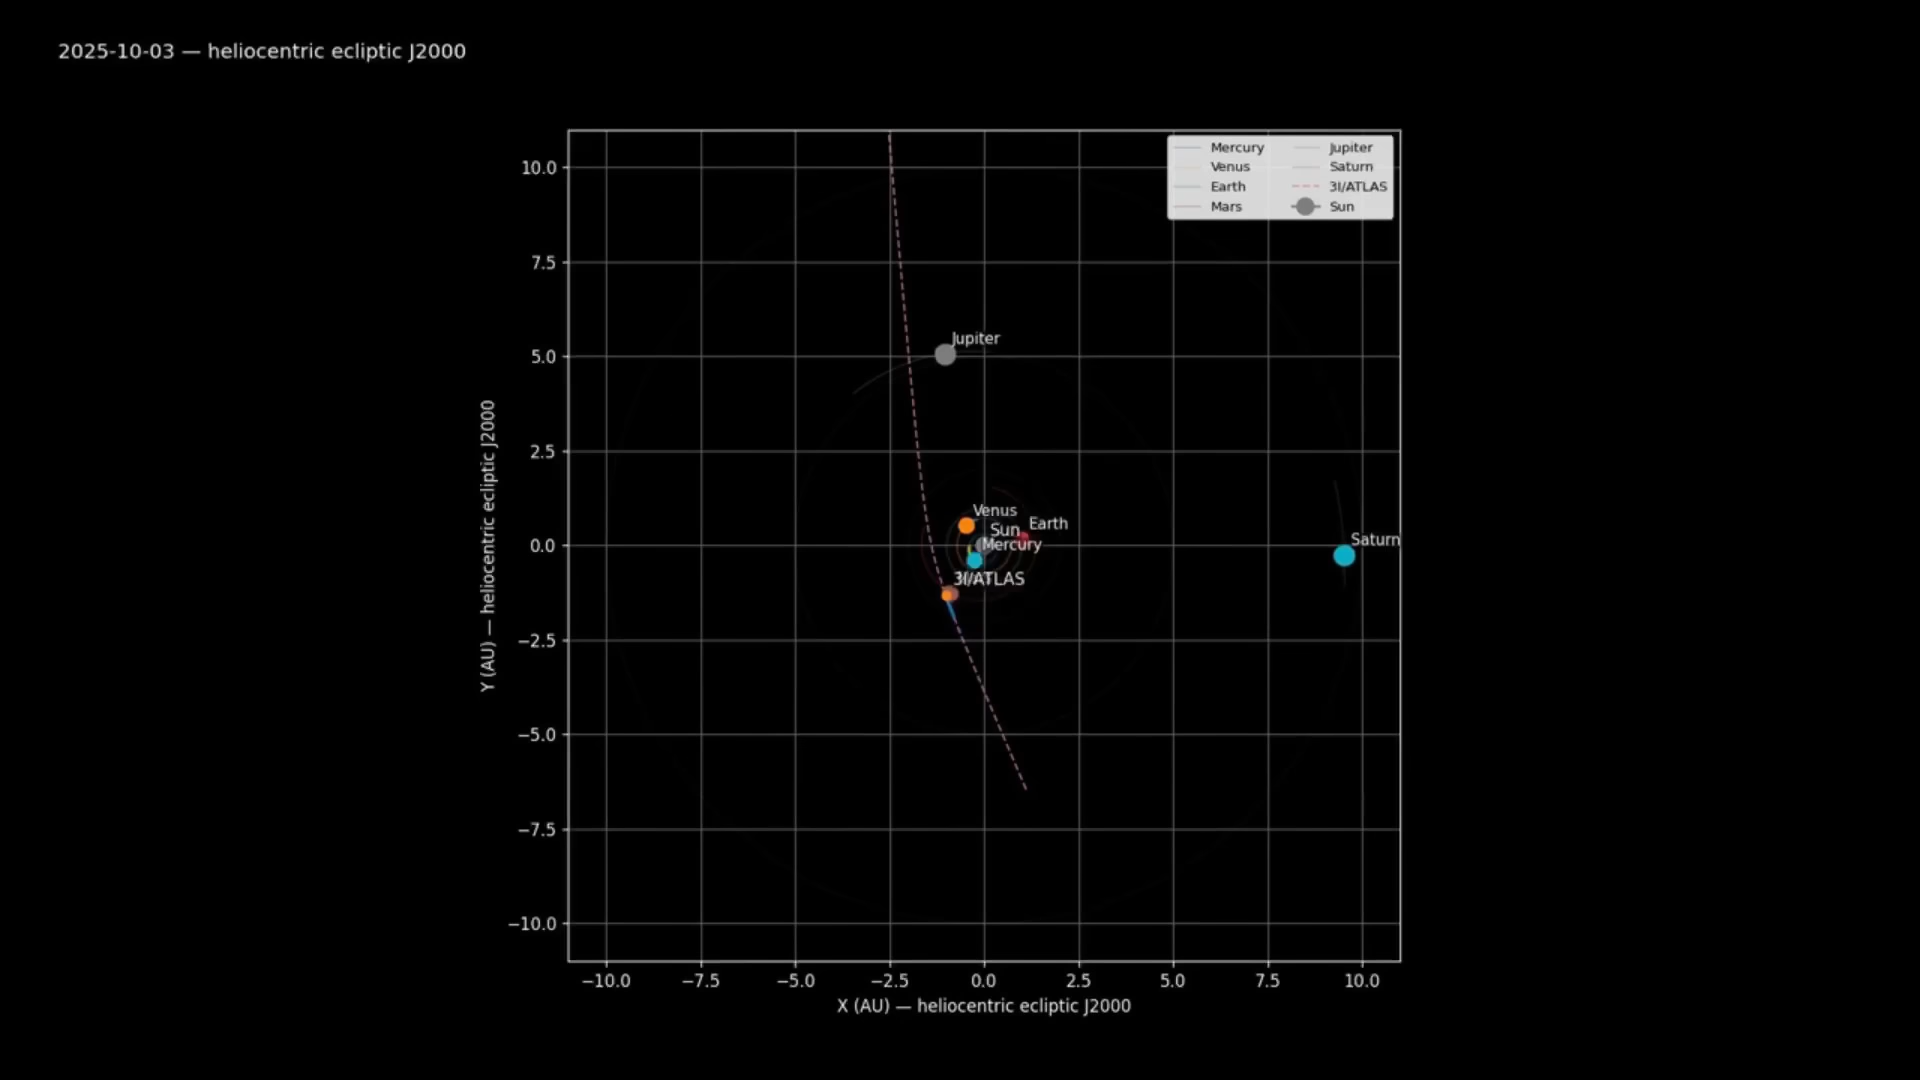 2025-10-03 — heliocentric ecliptic J2000
Mercury
Venus
Earth
Mars
Jupiter
Saturn
3I/ATLAS
Sun
10.0
7.5
5.0
2.5
0.0
−2.5
−5.0
−7.5
−10.0
Y (AU) — heliocentric ecliptic J2000
Jupiter
Venus
Sun
Earth
Mercury
Saturn
3I/ATLAS
−10.0
−7.5
−5.0
−2.5
0.0
2.5
5.0
7.5
10.0
X (AU) — heliocentric ecliptic J2000